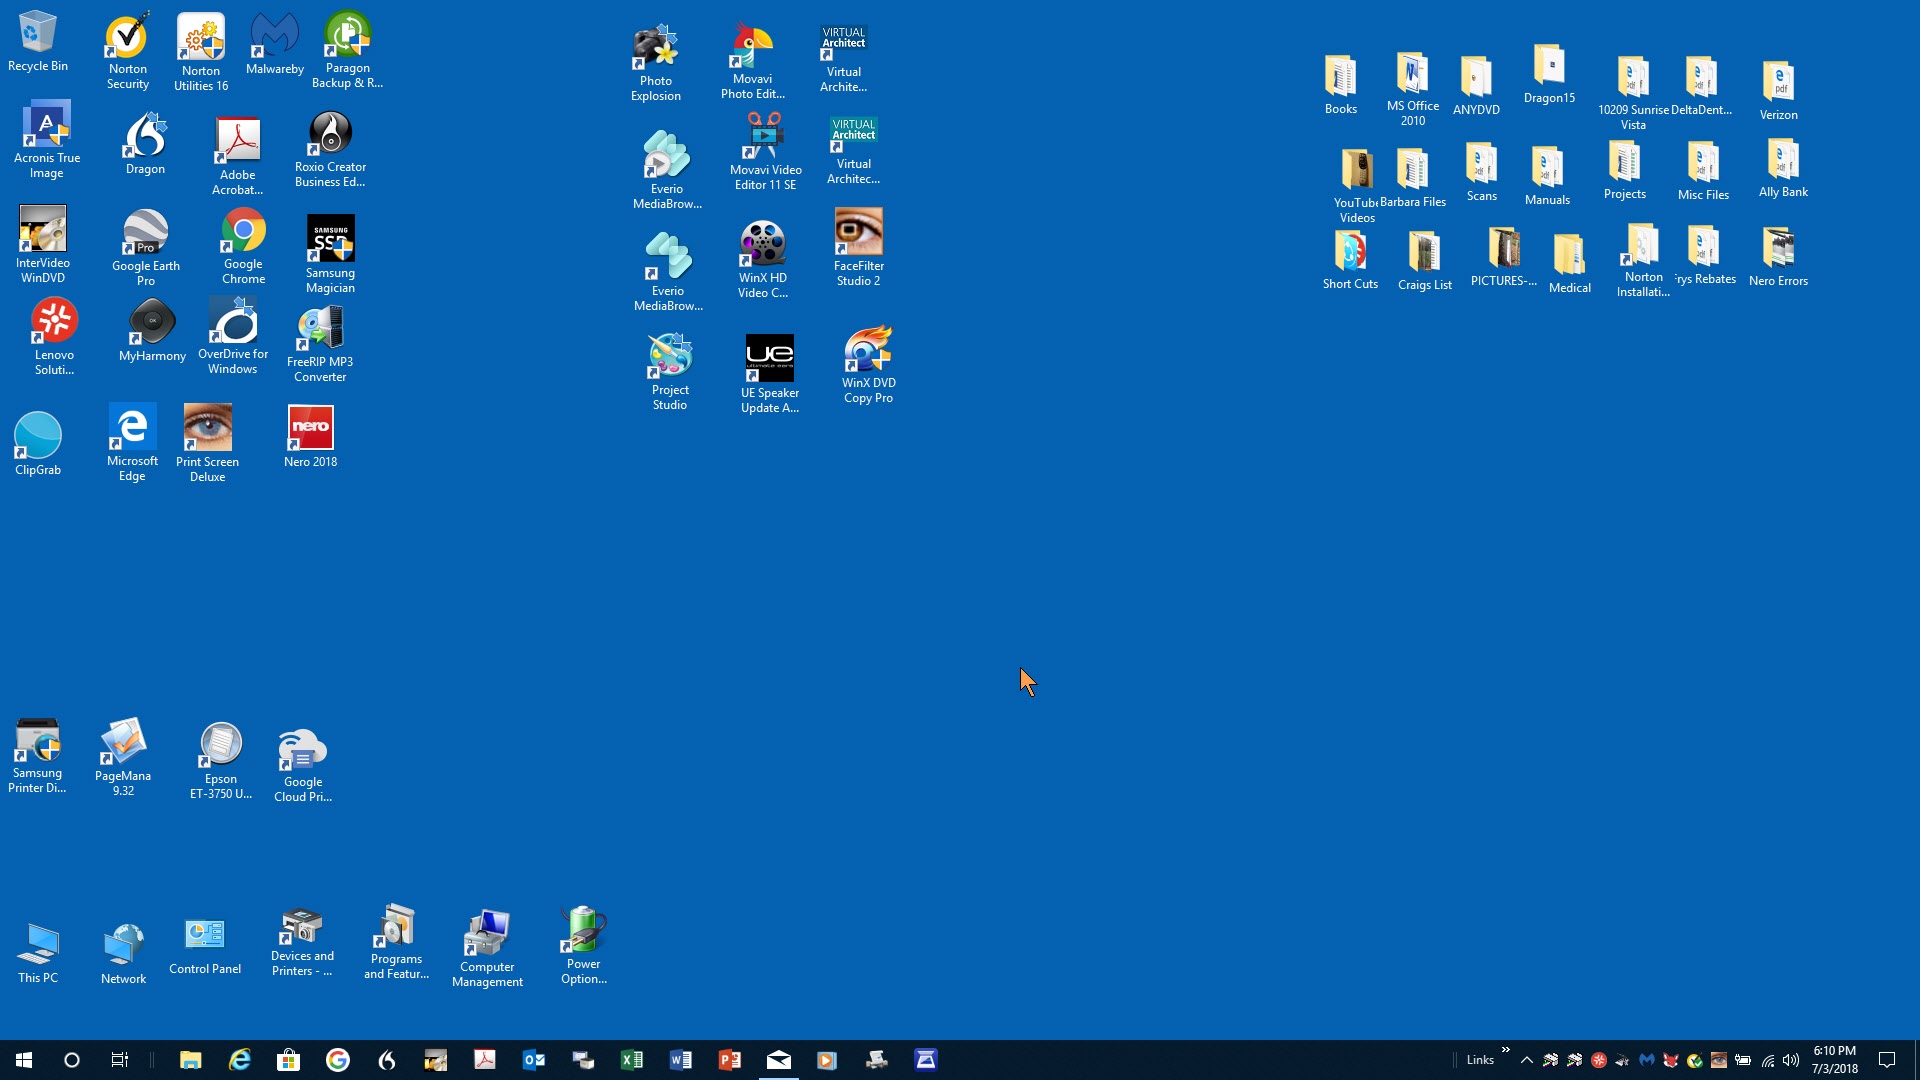 Recycle Bin
Norton
Security
Norton
Utilities 16
Malwareby
Paragon
Backup & R...
Acronis True
Image
Dragon
Adobe
Acrobat...
Roxio Creator
Business Ed...
InterVideo
WinDVD
Pro
Google Earth
Pro
Google
Chrome
SAMSUNG
SSD
Samsung
Magician
Lenovo
Soluti...
OK
MyHarmony
OverDrive for
Windows
FreeRIP MP3
Converter
ClipGrab
Microsoft
Edge
Print Screen
Deluxe
nero
Nero 2018
Photo
Explosion
Movavi
Photo Edit...
VIRTUAL
Architect
Virtual
Archite...
Everio
MediaBrow...
Movavi Video
Editor 11 SE
VIRTUAL
Architect
Virtual
Architec...
Everio
MediaBrow...
WinX HD
Video C...
FaceFilter
Studio 2
Project
Studio
UE
ultimate ears
UE Speaker
Update A...
WinX DVD
Copy Pro
Books
MS Office
2010
ANYDVD
Dragon15
10209 Sunrise
Vista
DeltaDent...
pdf
Verizon
YouTube
Videos
Barbara Files
Scans
Manuals
Projects
Misc Files
Ally Bank
Short Cuts
Craigs List
PICTURES-...
Medical
Norton
Installati...
Frys Rebates
Nero Errors
Samsung
Printer Di...
PageMana
9.32
Epson
ET-3750 U...
Google
Cloud Pri...
This PC
Network
Control Panel
Devices and
Printers - ...
Programs
and Featur...
Computer
Management
Power
Option...
Links
6:10 PM
7/3/2018